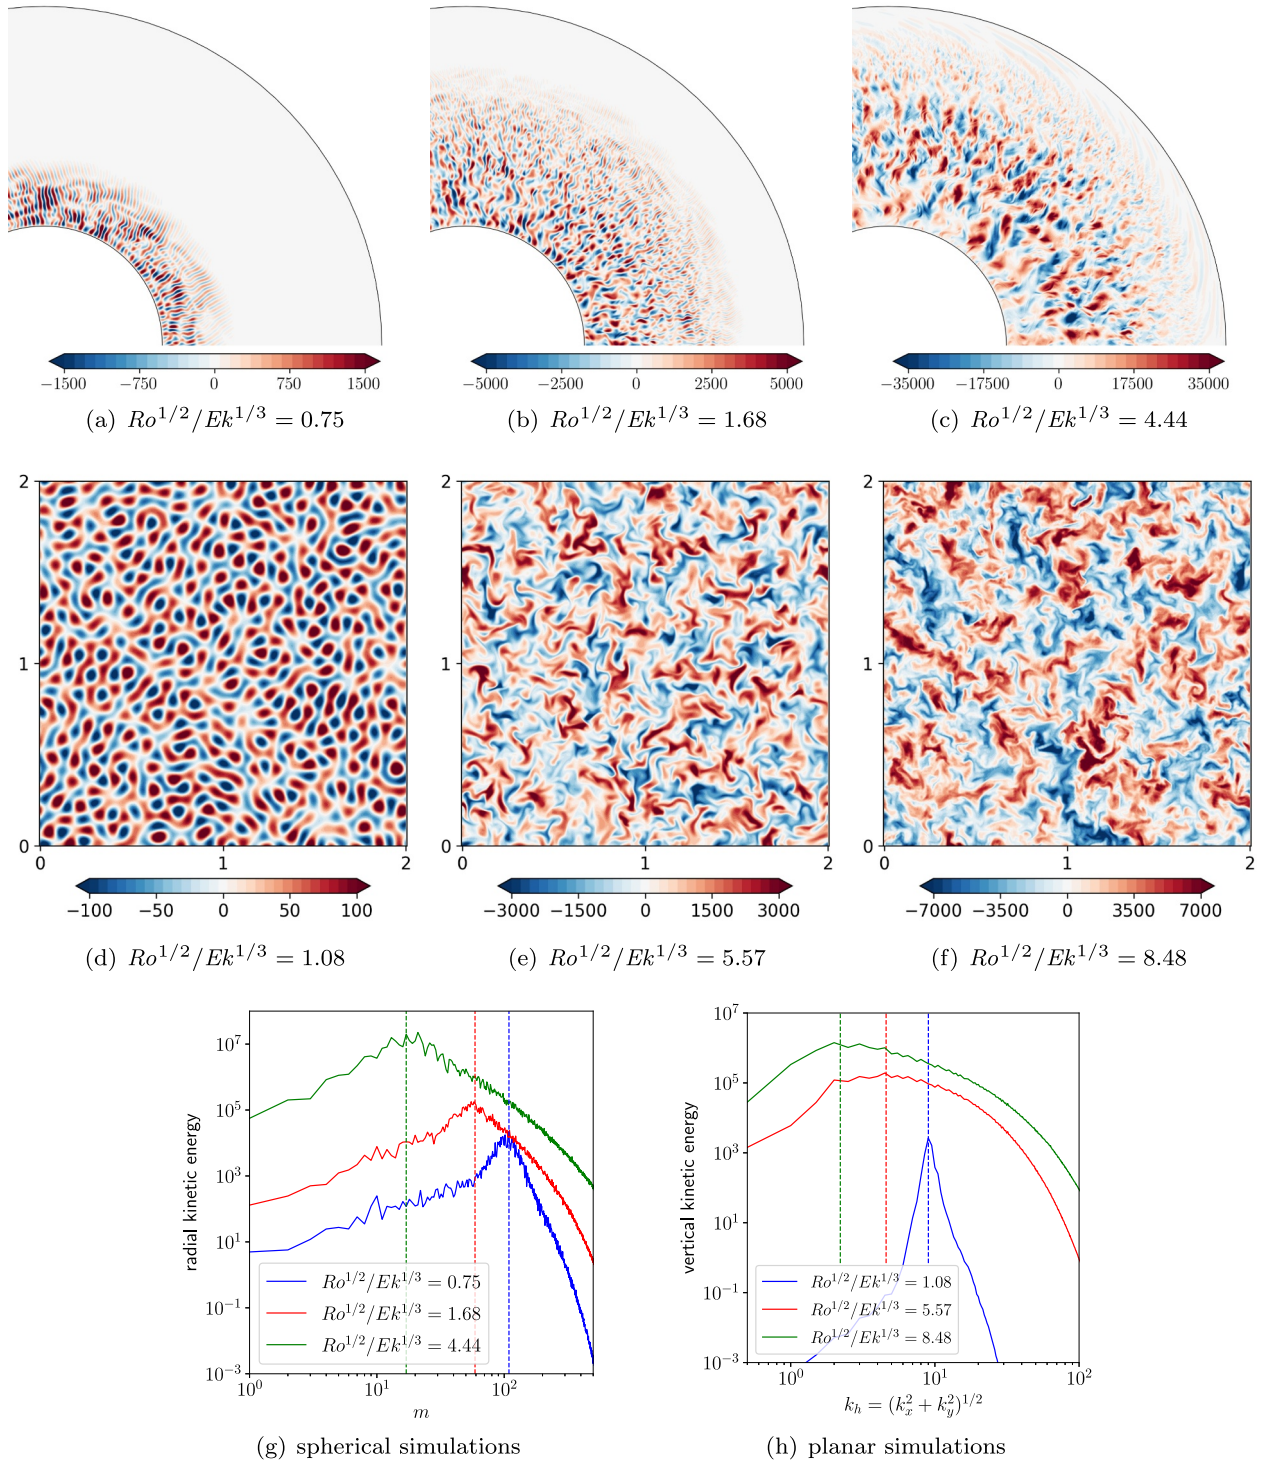 −1500 −750 0 750 1500
−5000 −2500 0 2500 5000
−35000 −17500 0 17500 35000
(a) Ro^{1/2}/Ek^{1/3} = 0.75
(b) Ro^{1/2}/Ek^{1/3} = 1.68
(c) Ro^{1/2}/Ek^{1/3} = 4.44
2
1
0
0 1 2
−100 −50 0 50 100
2
1
0
0 1 2
−3000 −1500 0 1500 3000
2
1
0
0 1 2
−7000 −3500 0 3500 7000
(d) Ro^{1/2}/Ek^{1/3} = 1.08
(e) Ro^{1/2}/Ek^{1/3} = 5.57
(f) Ro^{1/2}/Ek^{1/3} = 8.48
radial kinetic energy
10^7
10^5
10^3
10^1
10^{−1}
10^{−3}
Ro^{1/2}/Ek^{1/3} = 0.75
Ro^{1/2}/Ek^{1/3} = 1.68
Ro^{1/2}/Ek^{1/3} = 4.44
10^0 10^1 10^2
m
(g) spherical simulations
vertical kinetic energy
10^7
10^5
10^3
10^1
10^{−1}
10^{−3}
Ro^{1/2}/Ek^{1/3} = 1.08
Ro^{1/2}/Ek^{1/3} = 5.57
Ro^{1/2}/Ek^{1/3} = 8.48
10^0 10^1 10^2
k_h = (k_x^2 + k_y^2)^{1/2}
(h) planar simulations